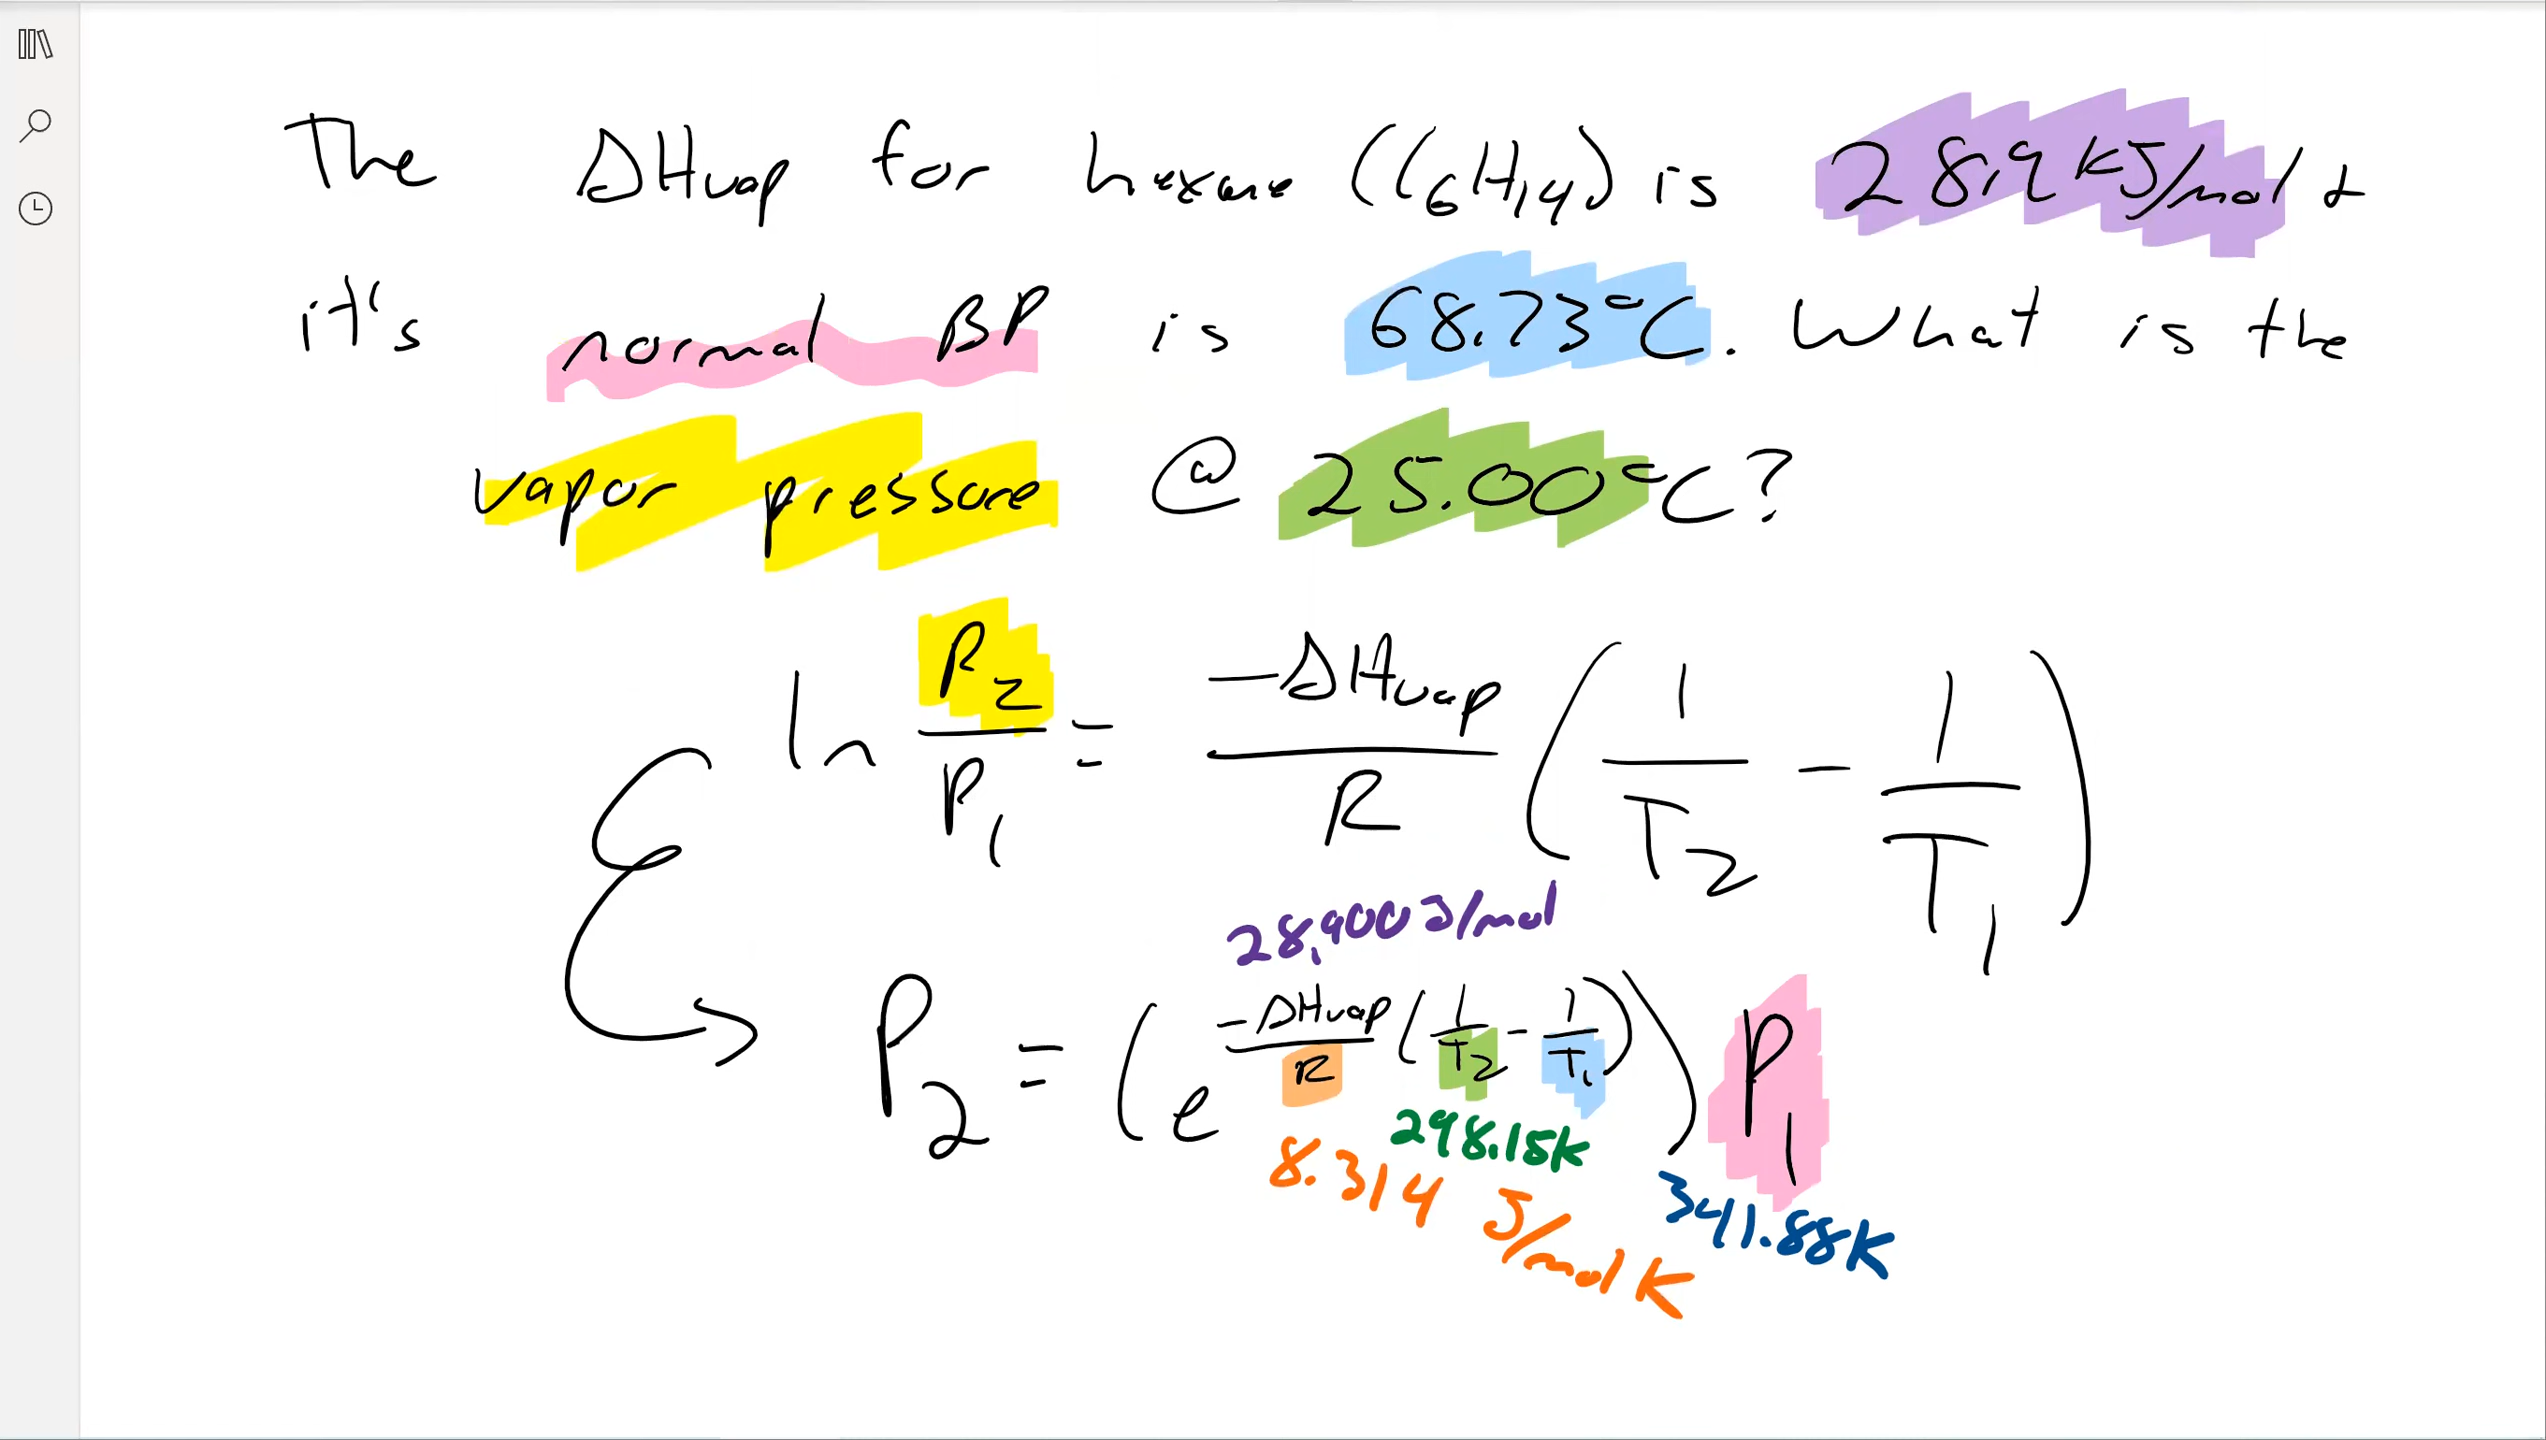 The ΔHvap for hexane (C6H14) is 28.9 kJ/mol +
it's normal BP is 68.73°C. What is the
vapor pressure @ 25.00°C?
ln P2/P1 = -ΔHvap/R (1/T2 - 1/T1)
28,900 J/mol
P2 = (e^(-ΔHvap/R (1/T2 - 1/T1))) P1
298.15K
8.314 J/mol K
341.88K